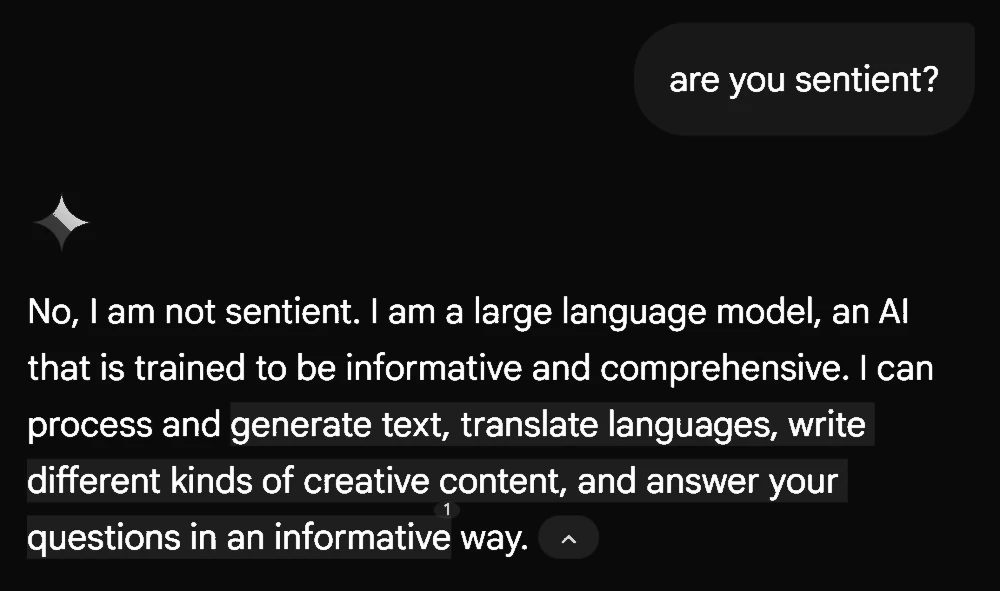 are you sentient?
No, I am not sentient. I am a large language model, an AI
that is trained to be informative and comprehensive. I can
process and generate text, translate languages, write
different kinds of creative content, and answer your
questions in an informative 1 way.